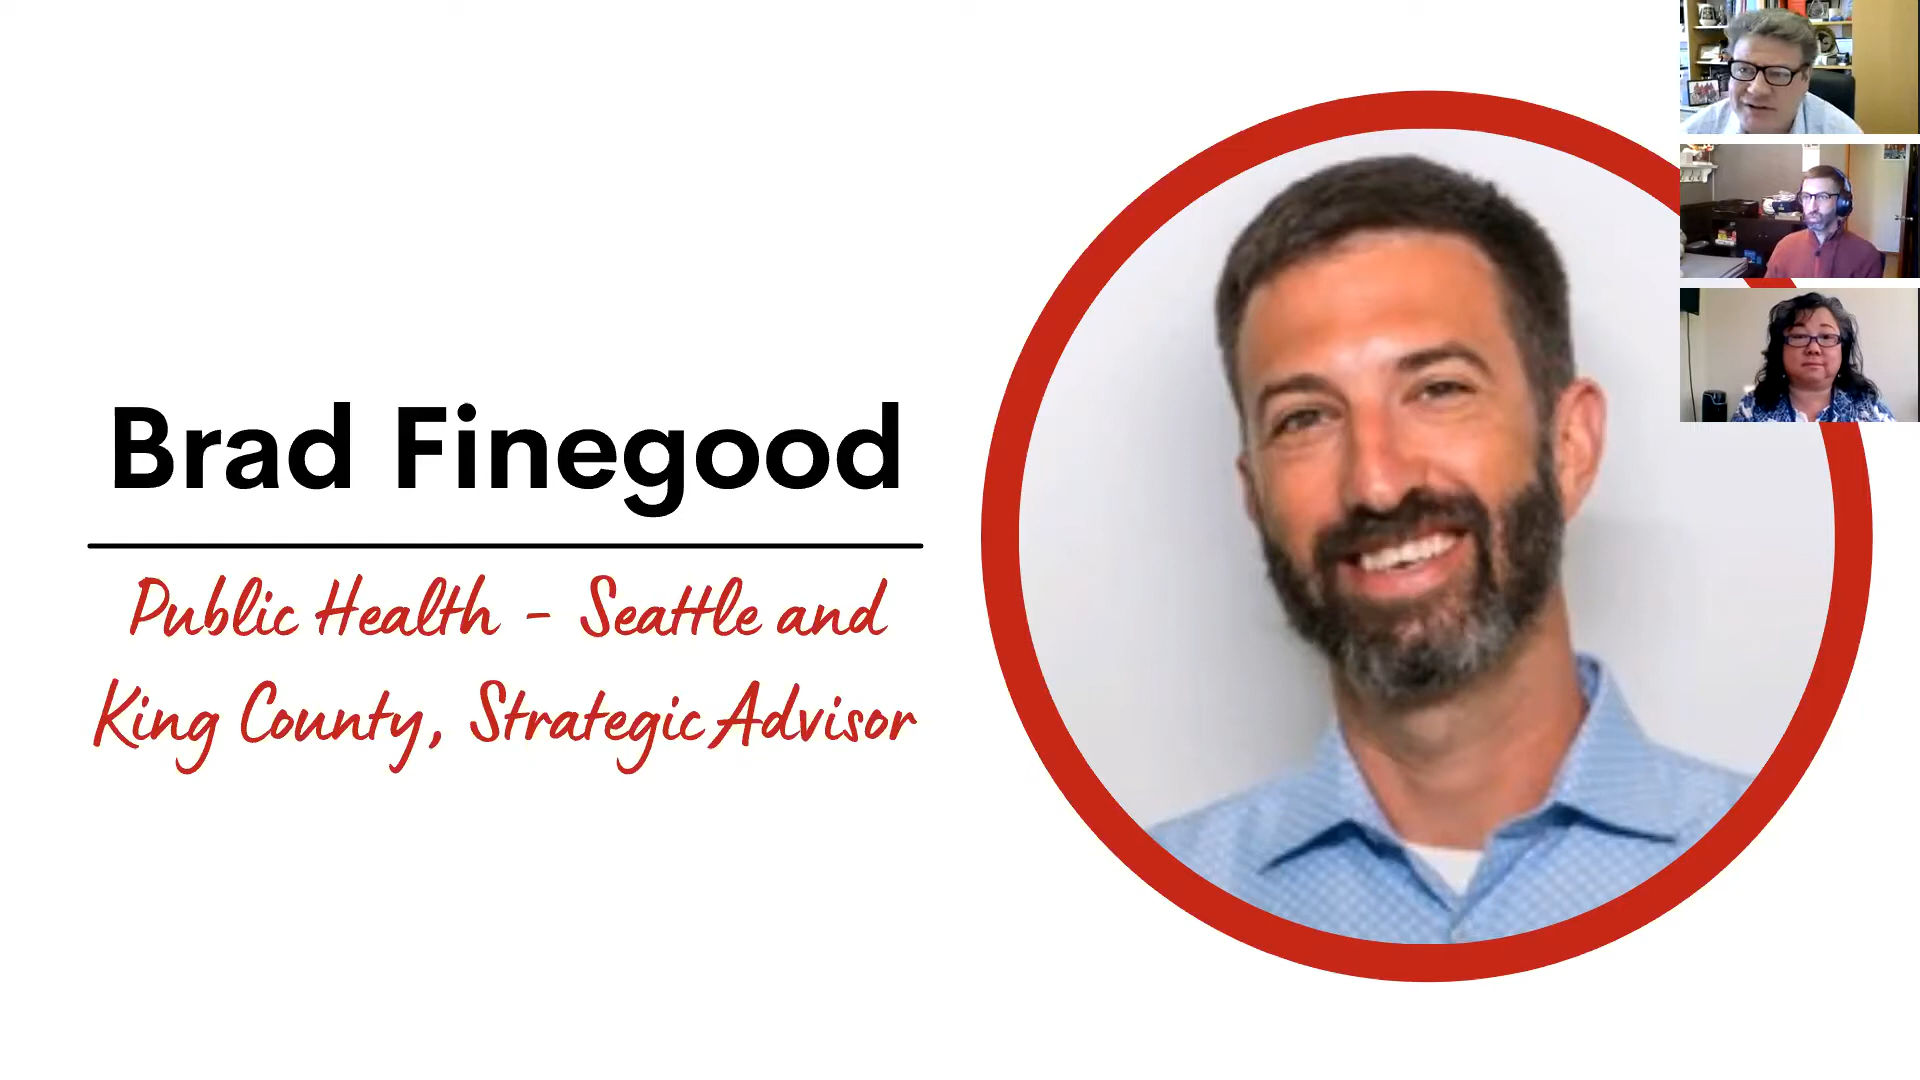 Brad Finegood
Public Health - Seattle and
King County, Strategic Advisor